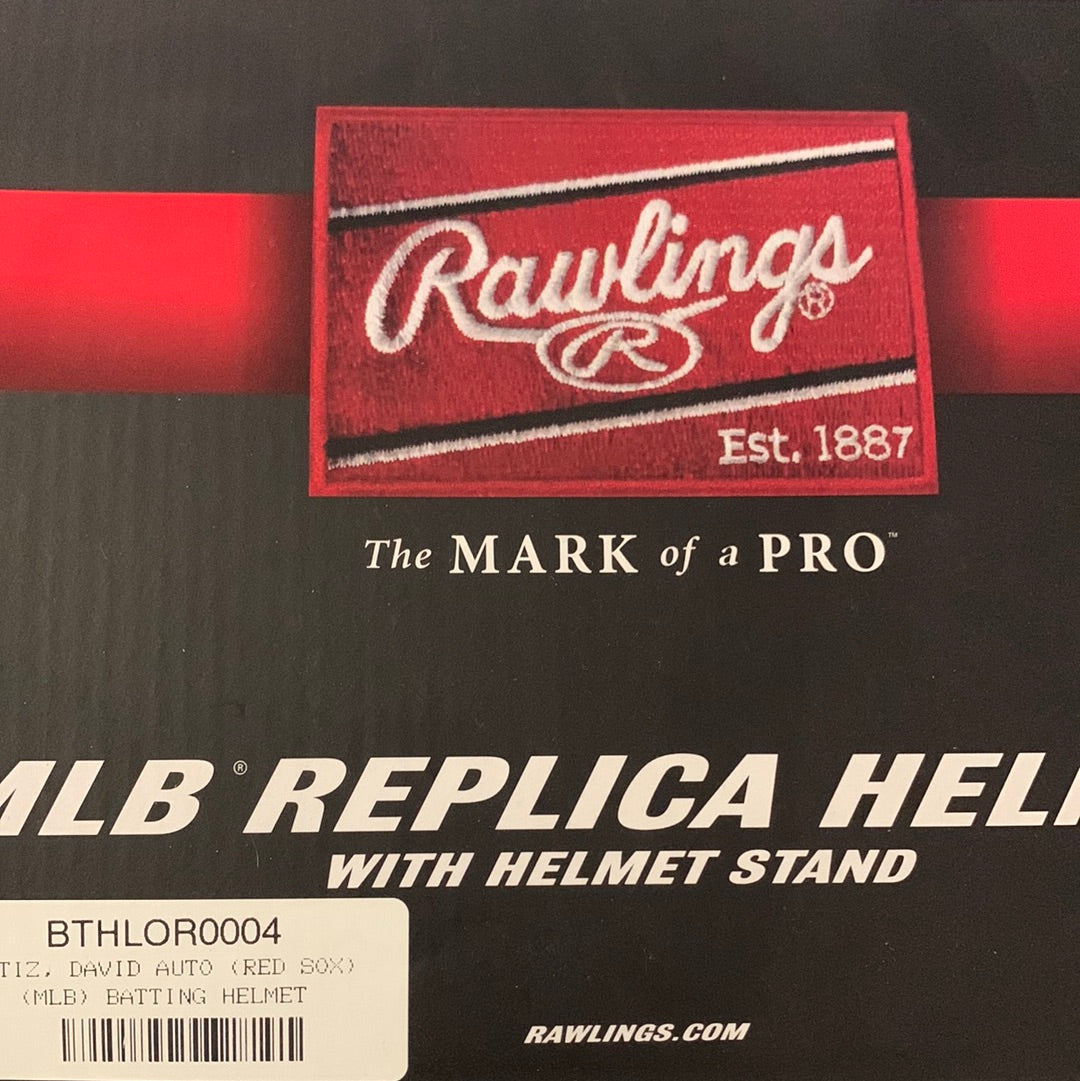 Rawlings®
R
Est. 1887
The MARK of a PRO™
MLB® REPLICA HEL
WITH HELMET STAND
BTHLOR0004
TIZ, DAVID AUTO (RED SOX)
(MLB) BATTING HELMET
RAWLINGS.COM